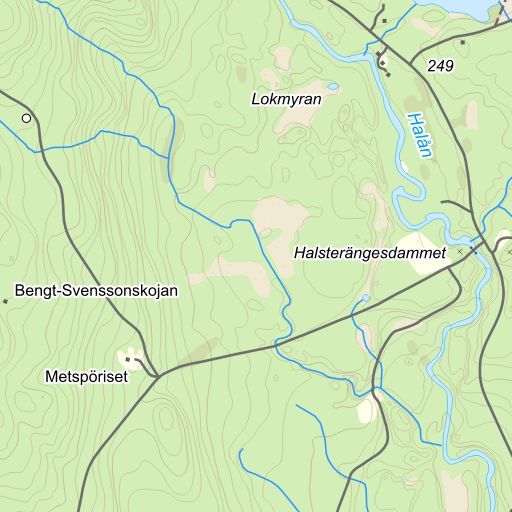 249
Lokmyran
Halån
Halsterängesdammet
Bengt-Svenssonskojan
Metspöriset